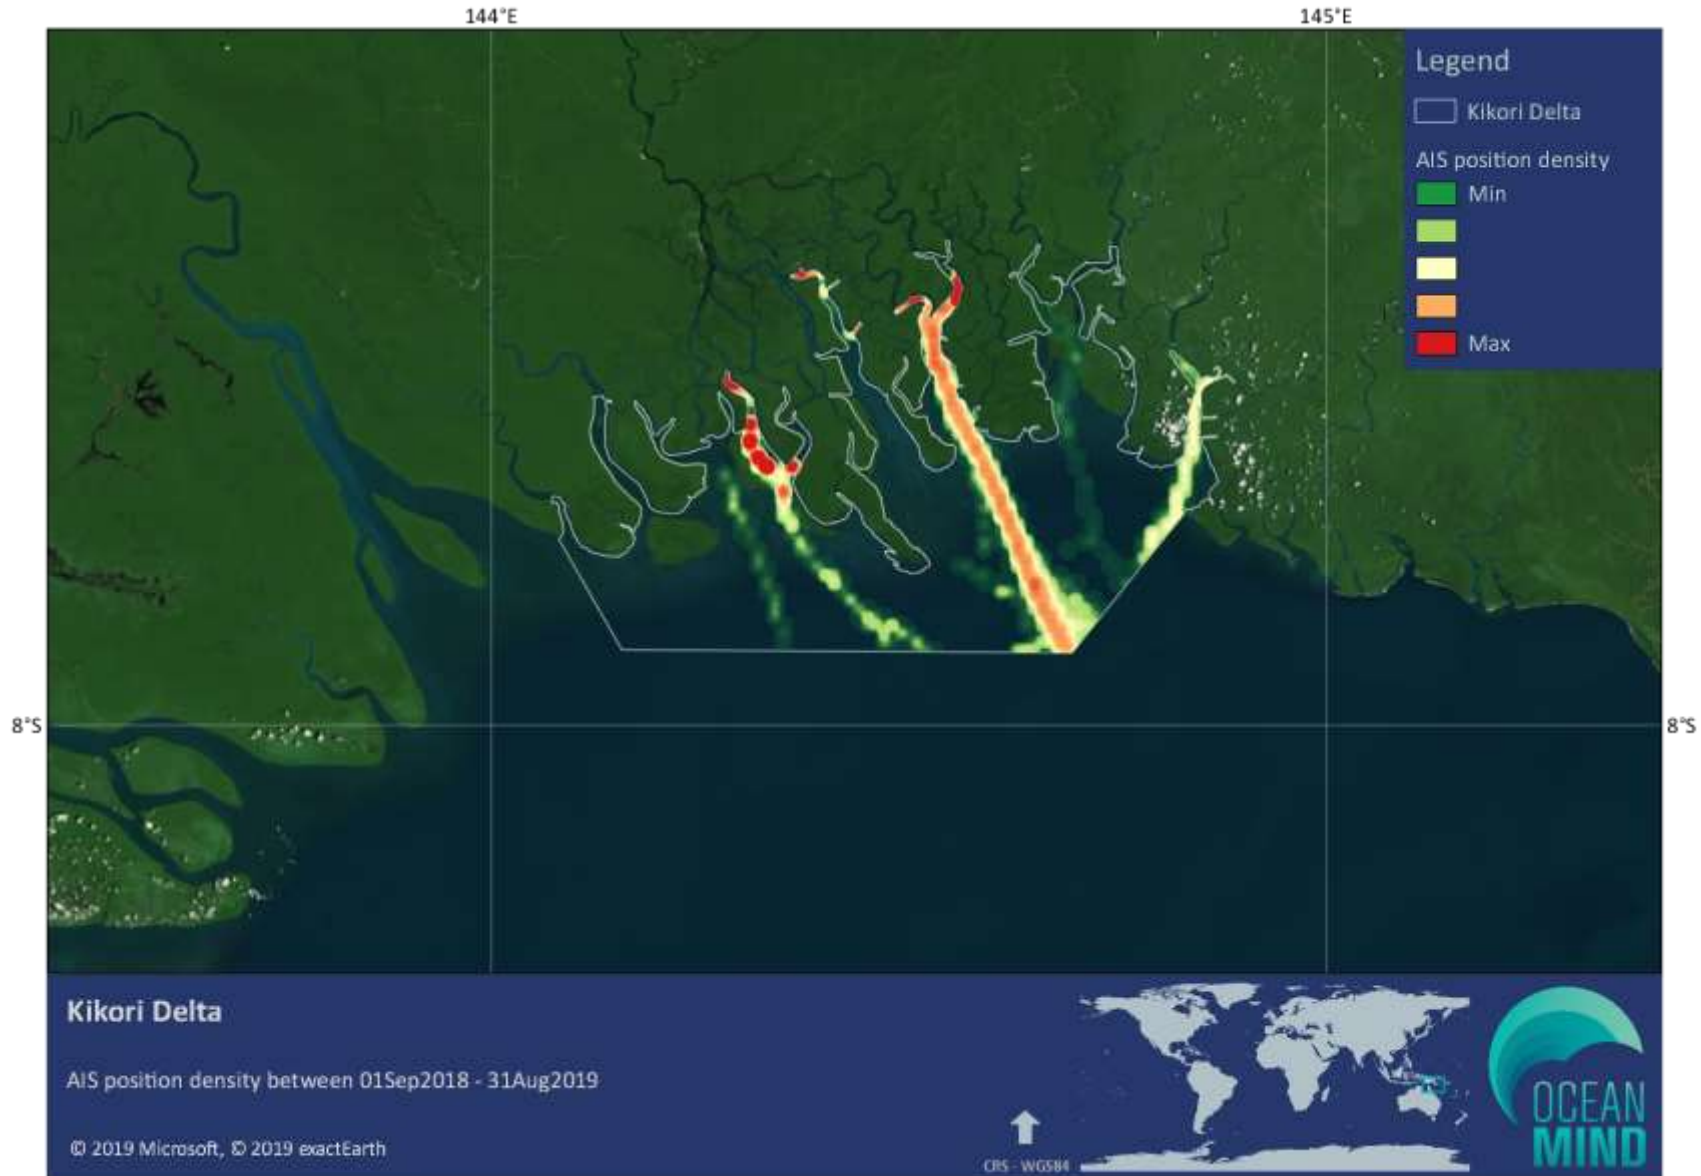 144°E
145°E
Legend
Kikori Delta
AIS position density
Min
Max
8°S
8°S
Kikori Delta
AIS position density between 01Sep2018 - 31Aug2019
© 2019 Microsoft, © 2019 exactEarth
CRS - WGS84
OCEAN
MIND